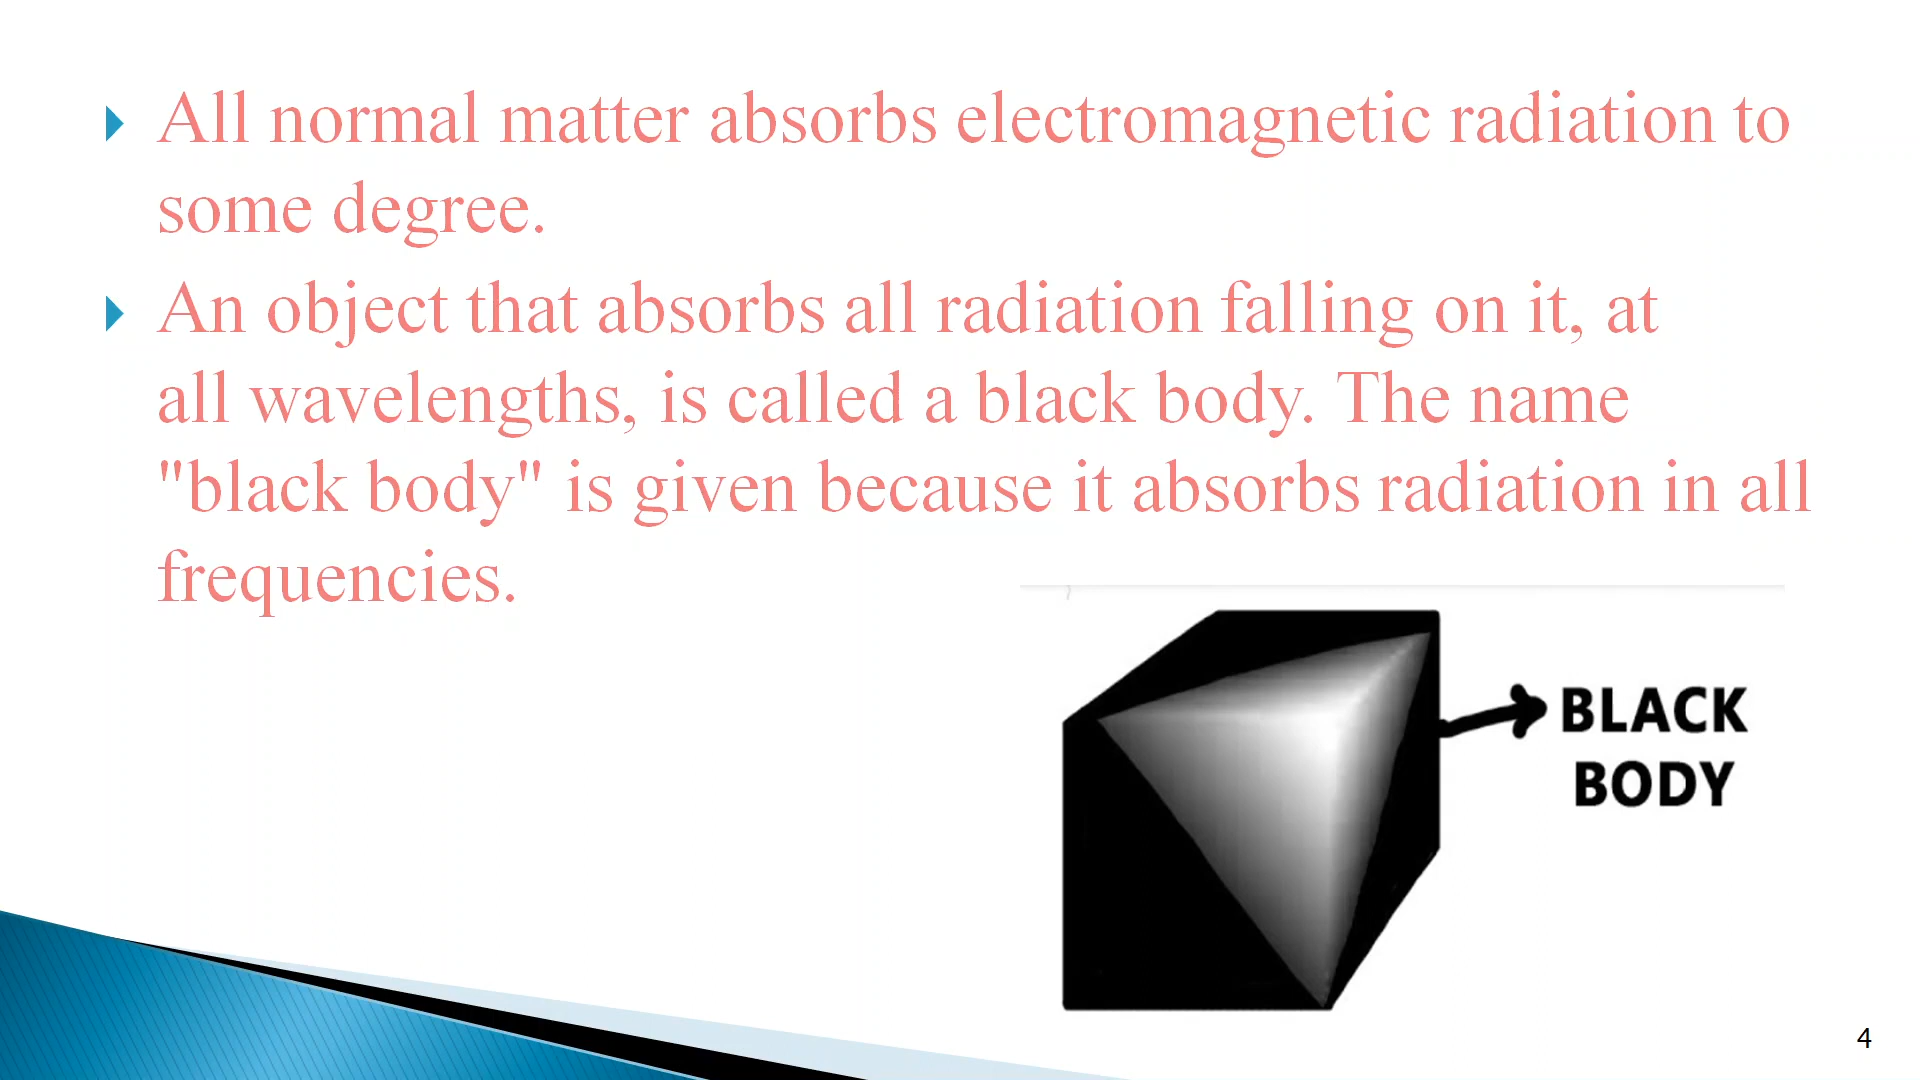 All normal matter absorbs electromagnetic radiation to
some degree.
An object that absorbs all radiation falling on it, at
all wavelengths, is called a black body. The name
"black body" is given because it absorbs radiation in all
frequencies.
BLACK
BODY
4